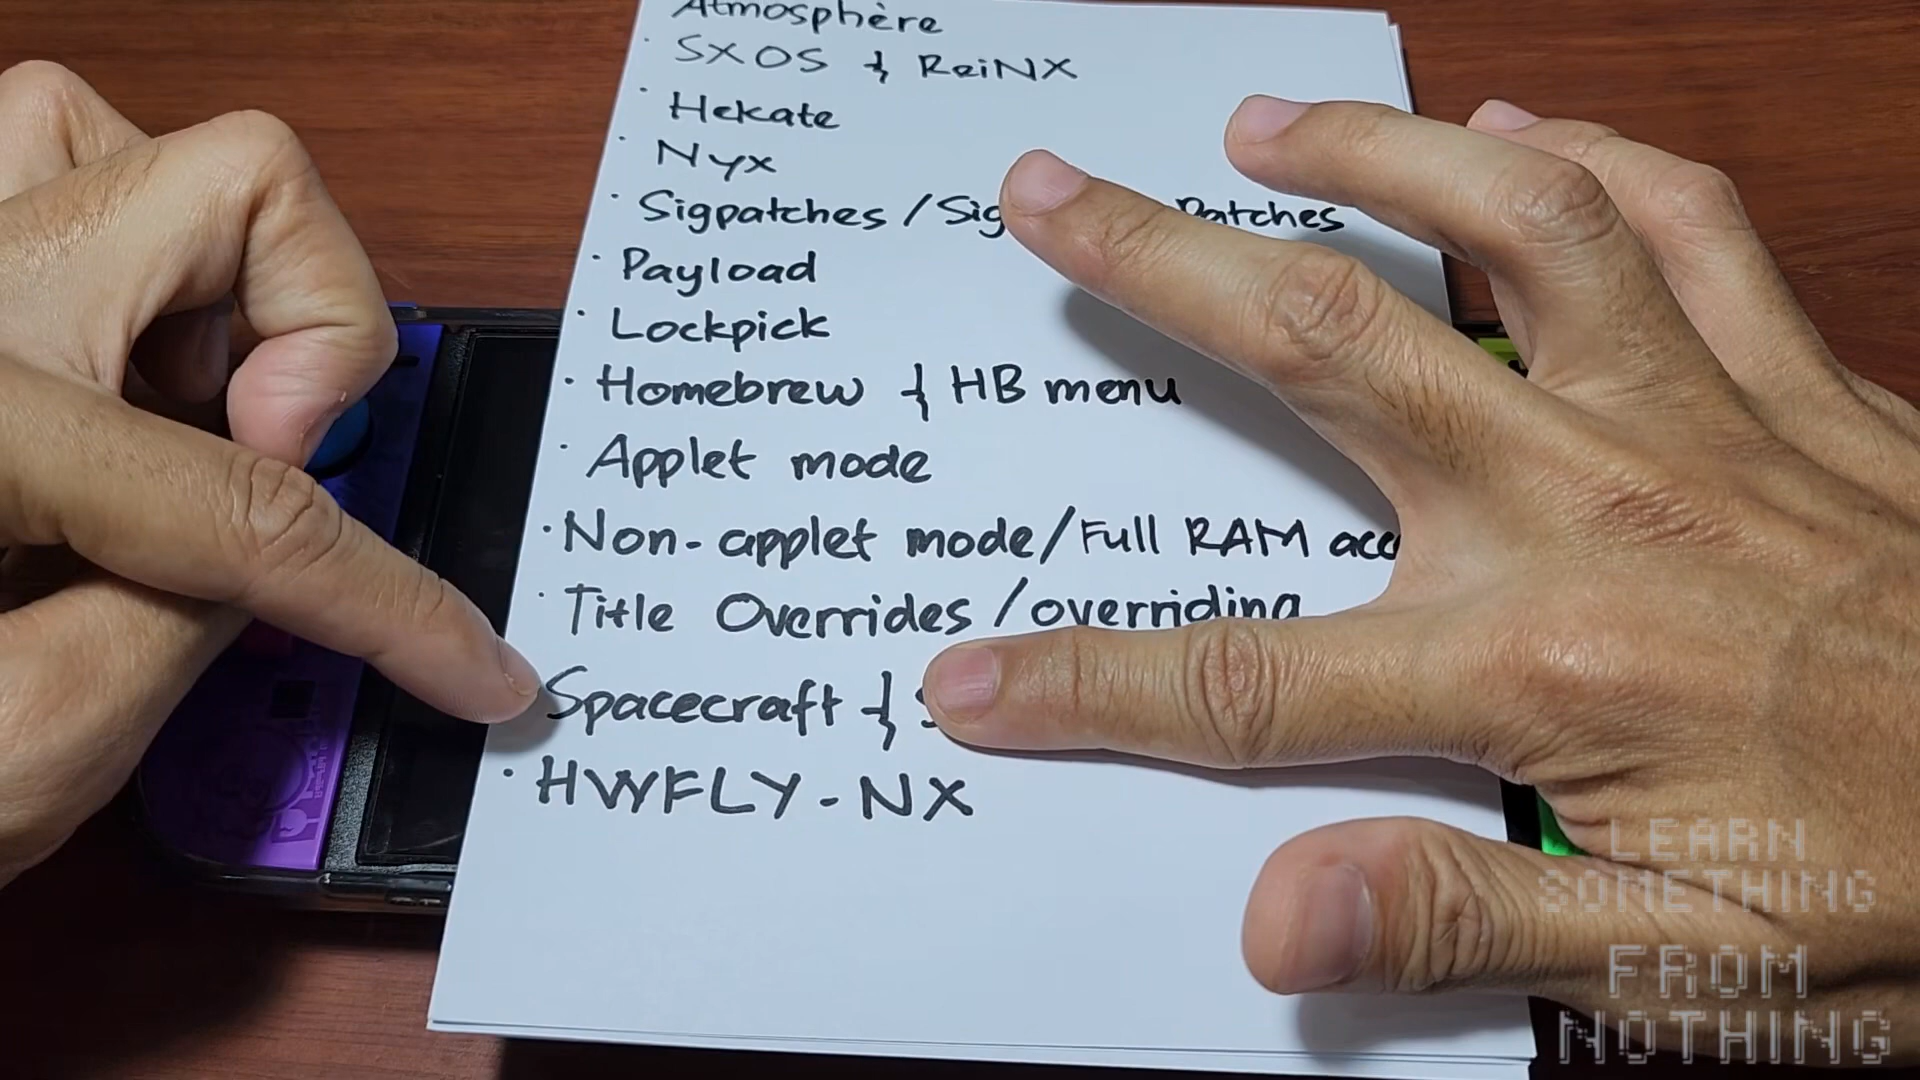 Atmosphère
· SXOS & ReiNX
· Hekate
· Nyx
· Sigpatches / Sig Patches
· Payload
· Lockpick
· Homebrew & HB menu
· Applet mode
· Non-applet mode/Full RAM acc
· Title Overrides / overriding
Spacecraft & S
· HWFLY-NX
LEARN
SOMETHING
FROM
NOTHING